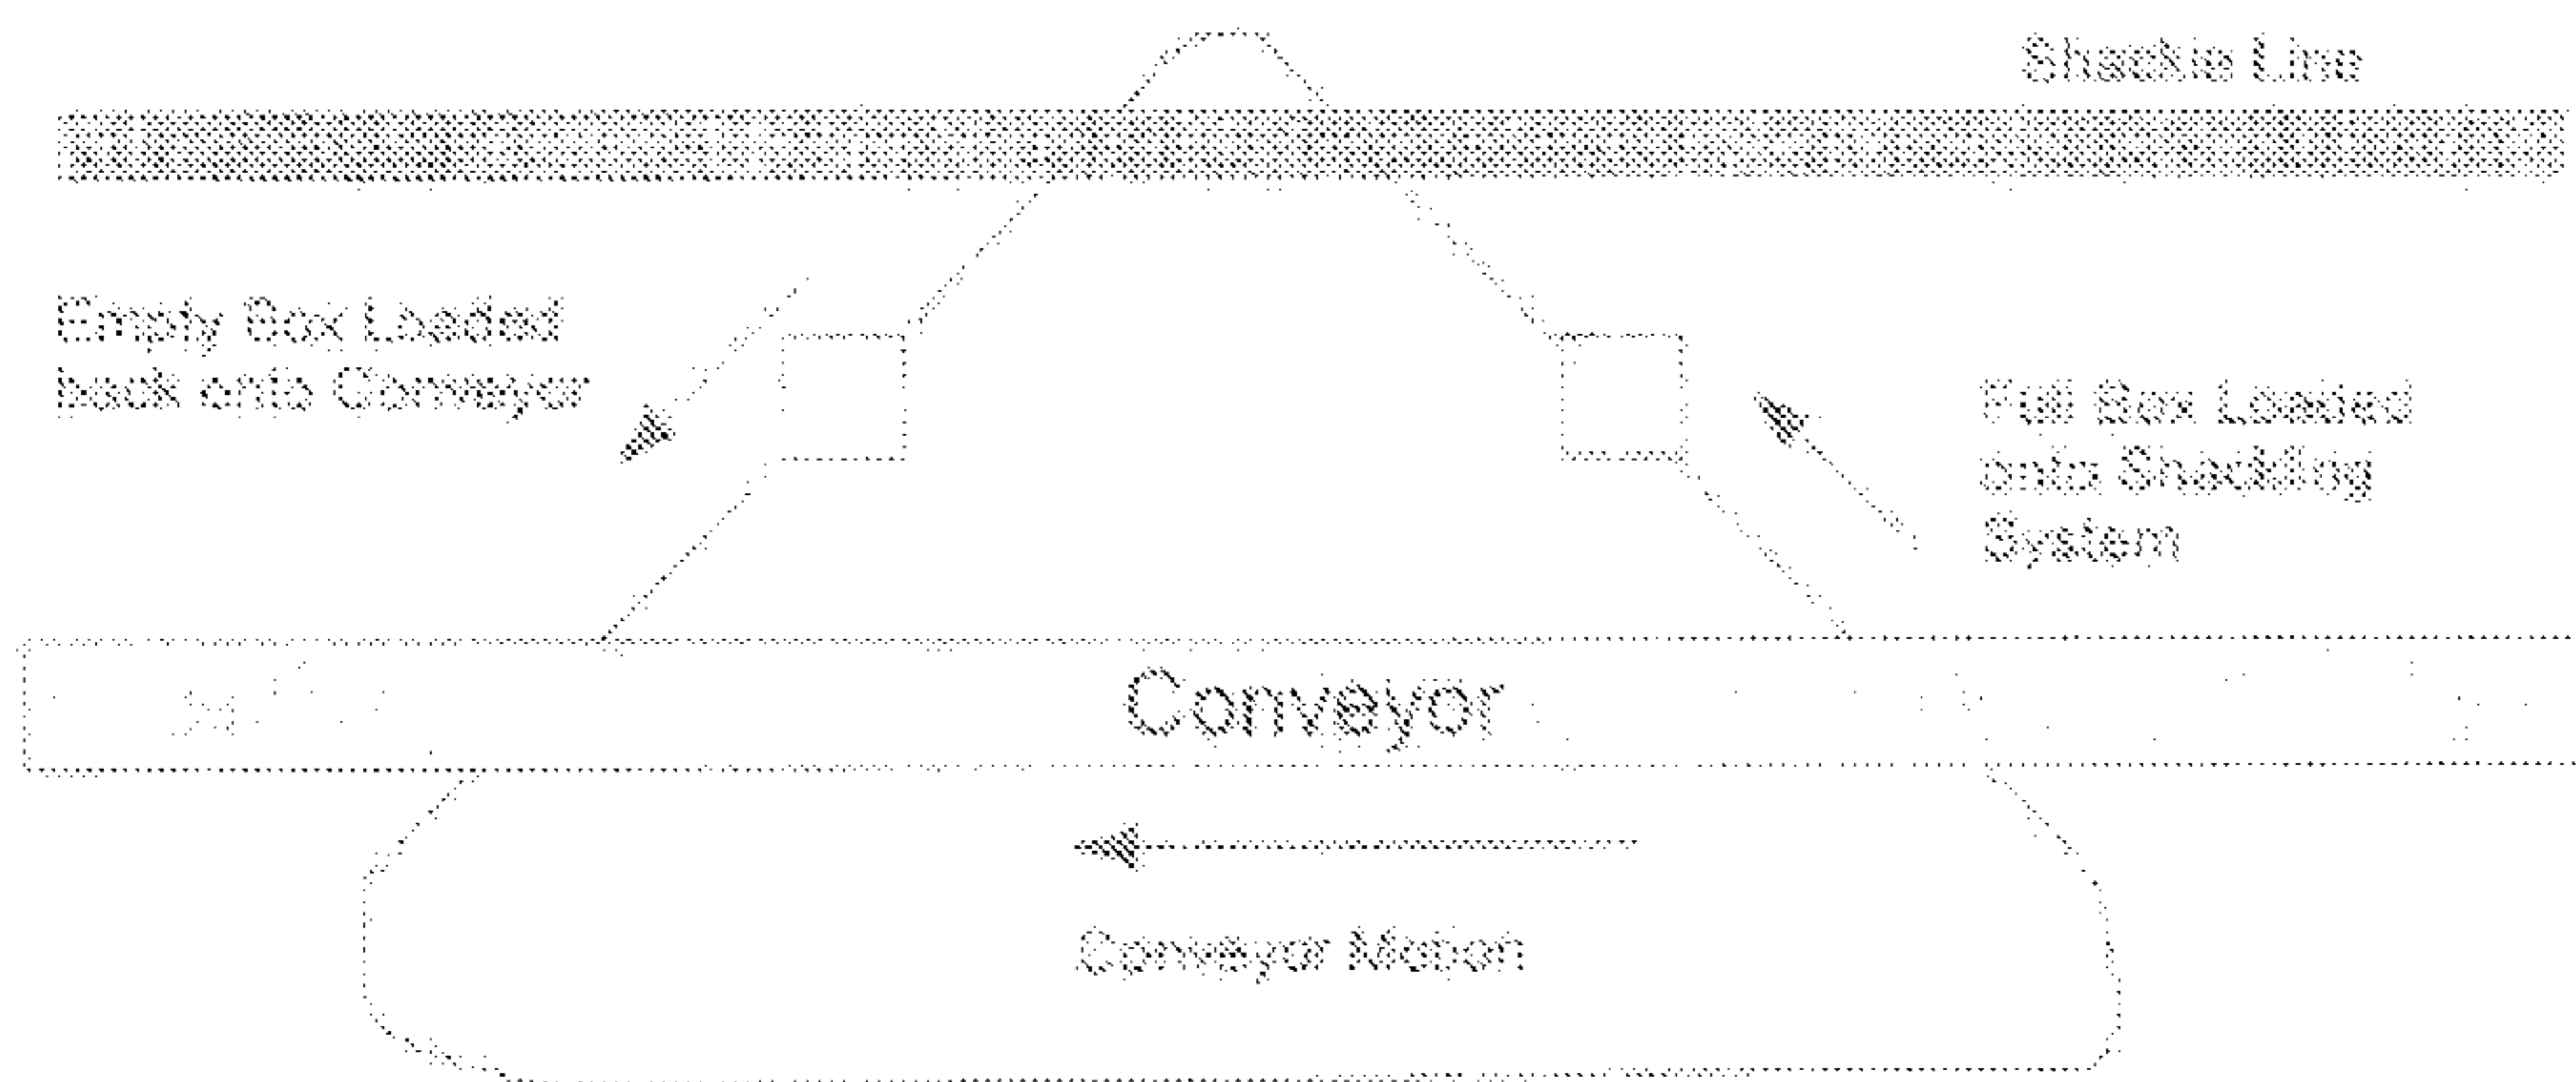 Shackle Line
Empty Box Loaded
back onto Conveyor
Full Box Loaded
onto Shackling
System
Conveyor
Conveyor Motion